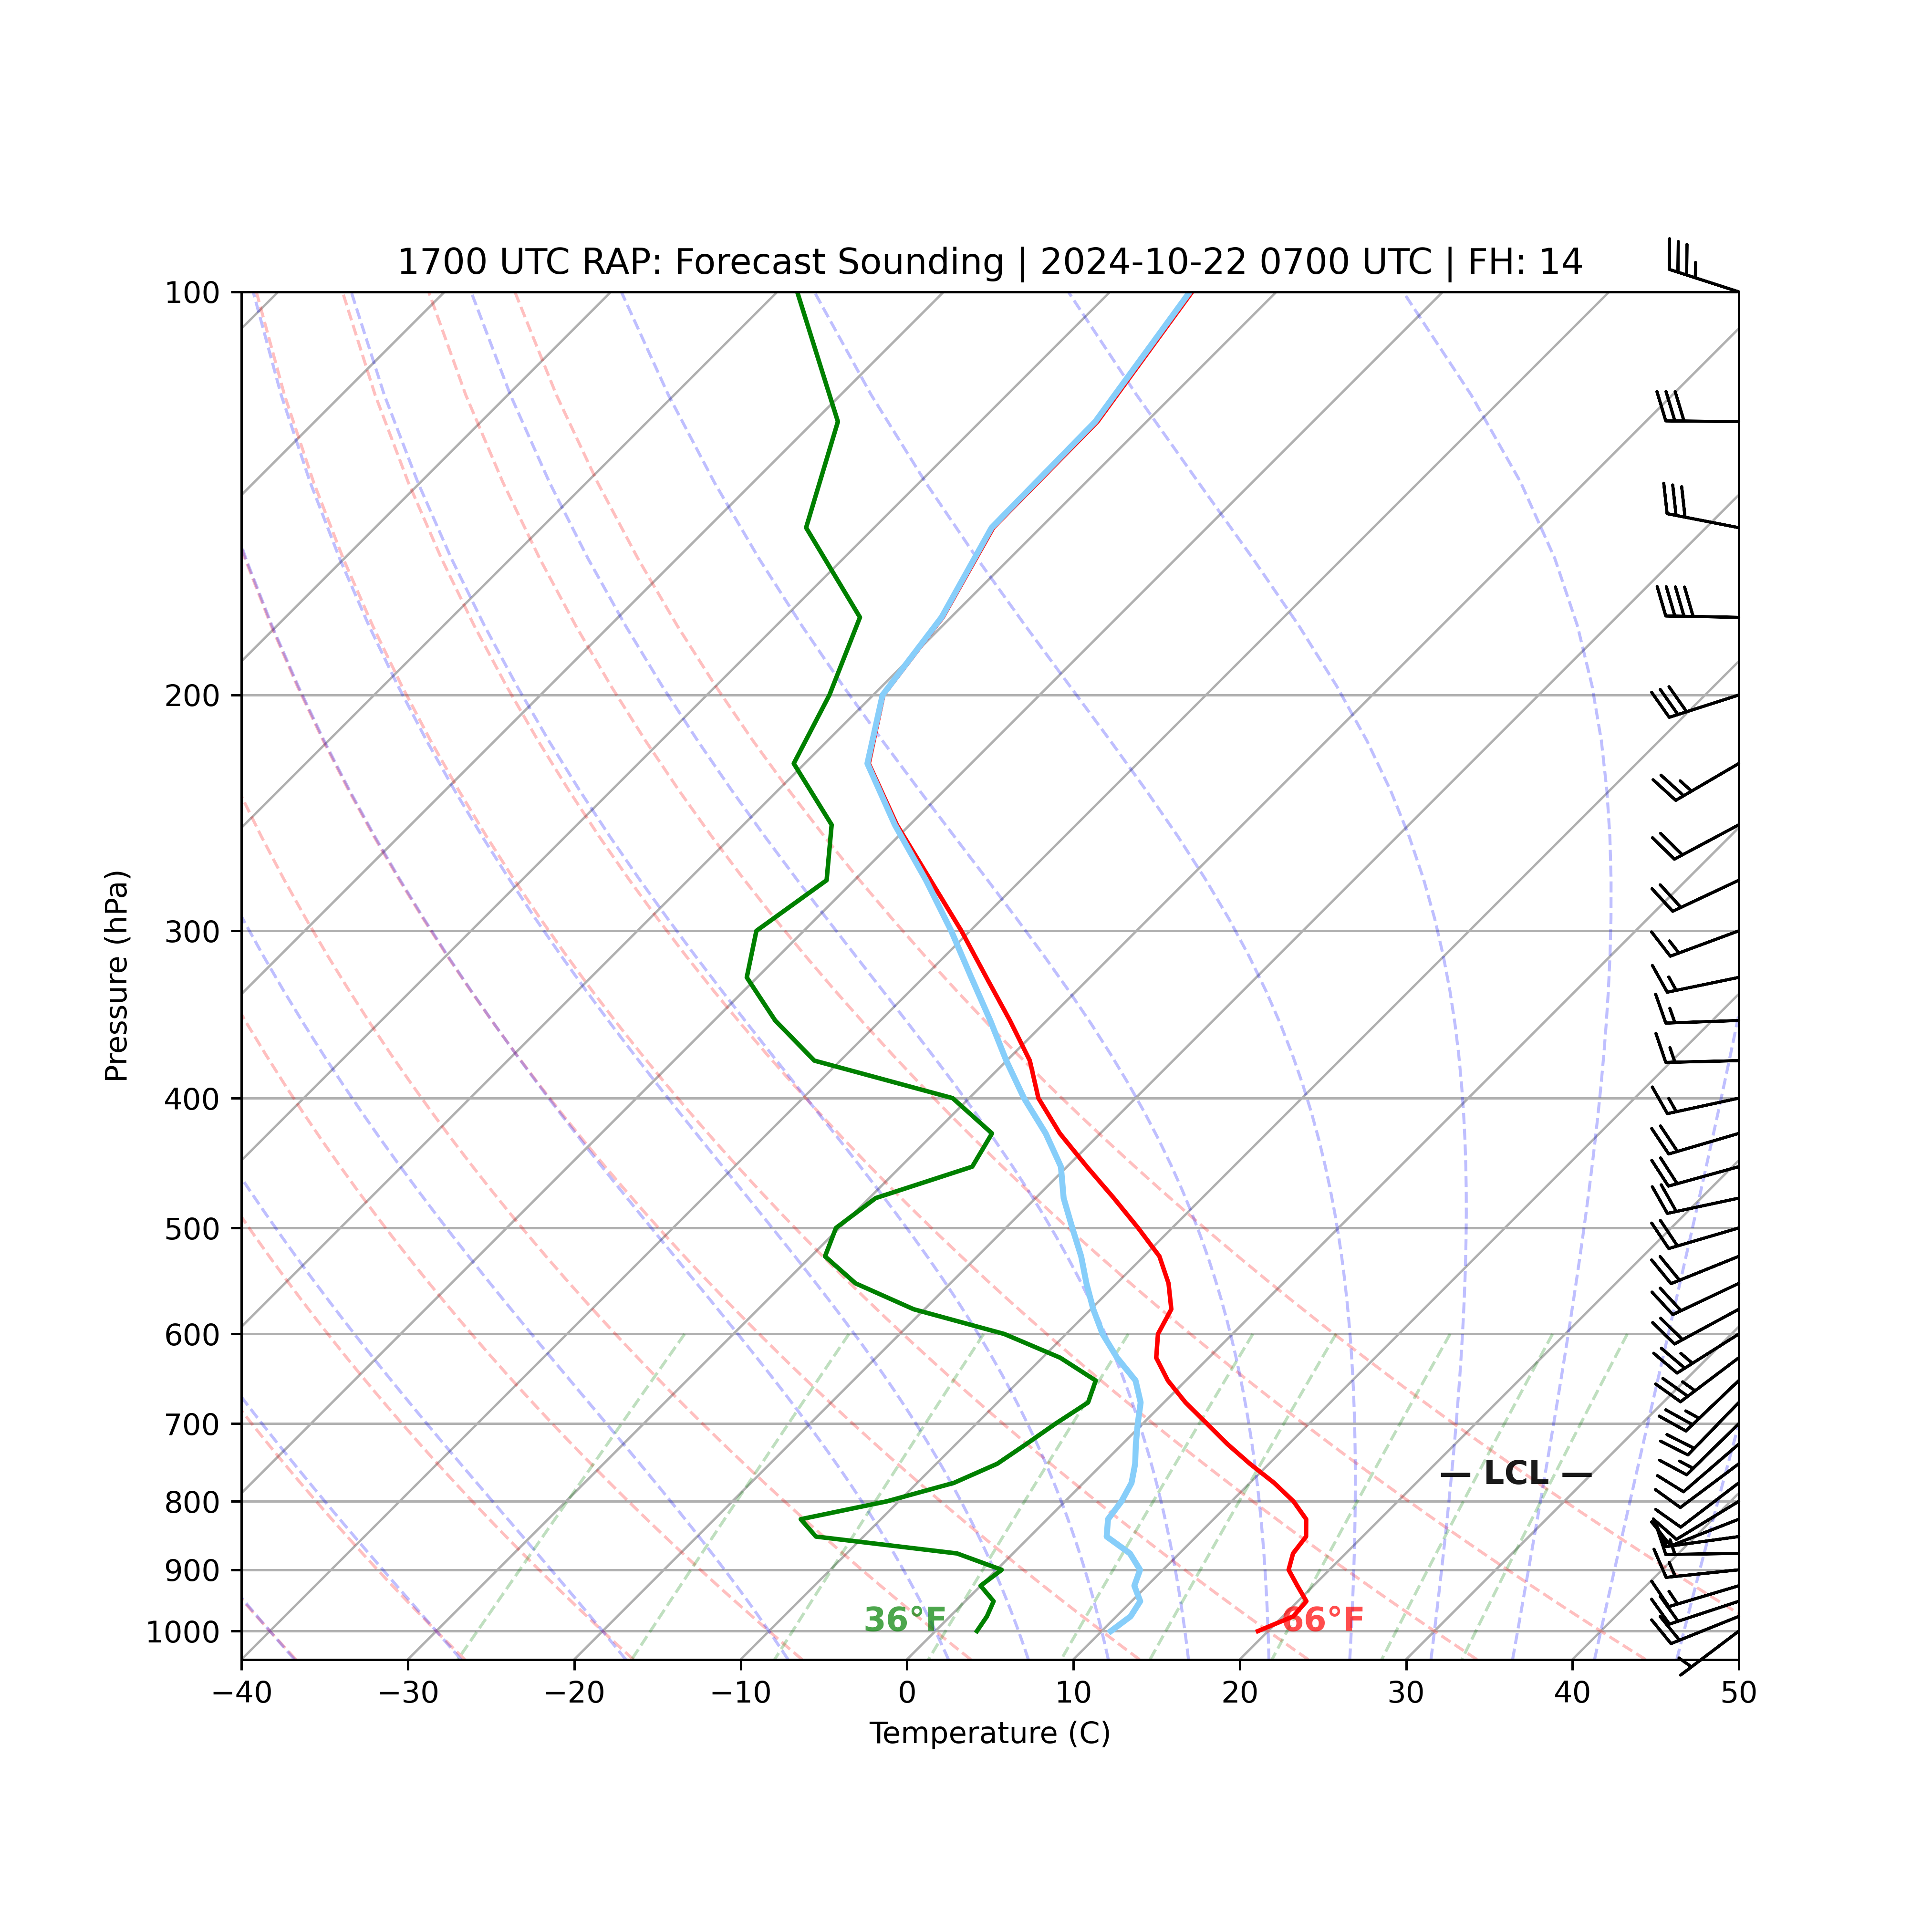 1700 UTC RAP: Forecast Sounding | 2024-10-22 0700 UTC | FH: 14
100
200
300
400
500
600
700
800
900
1000
Pressure (hPa)
— LCL —
36°F
66°F
−40 −30 −20 −10 0 10 20 30 40 50
Temperature (C)